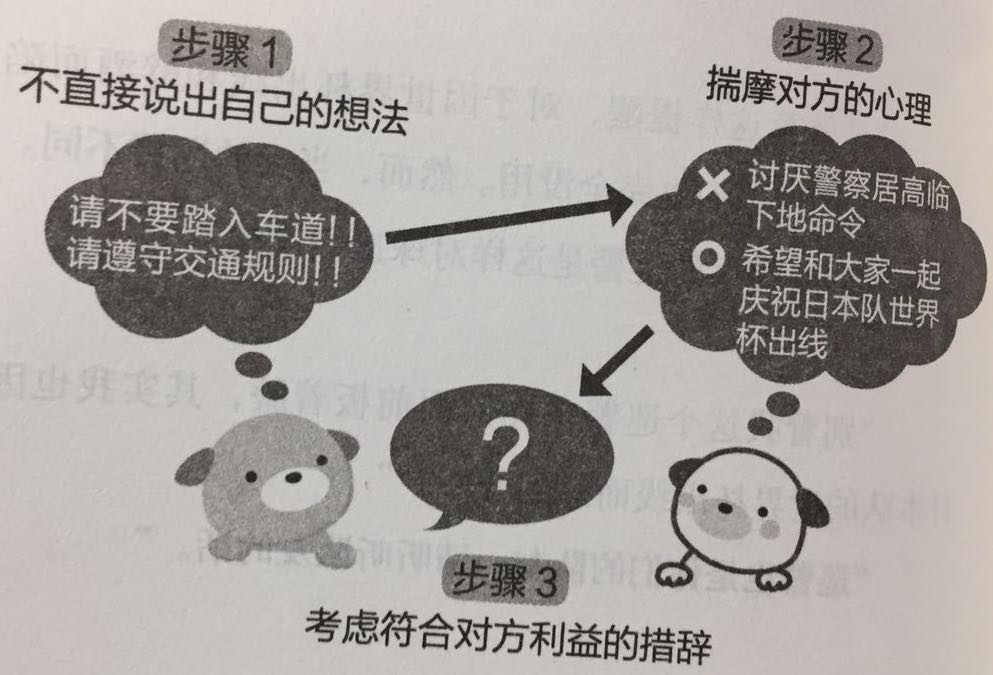 步骤 1
不直接说出自己的想法
请不要踏入车道!!
请遵守交通规则!!
步骤 2
揣摩对方的心理
× 讨厌警察居高临
下地命令
○ 希望和大家一起
庆祝日本队世界
杯出线
?
步骤 3
考虑符合对方利益的措辞